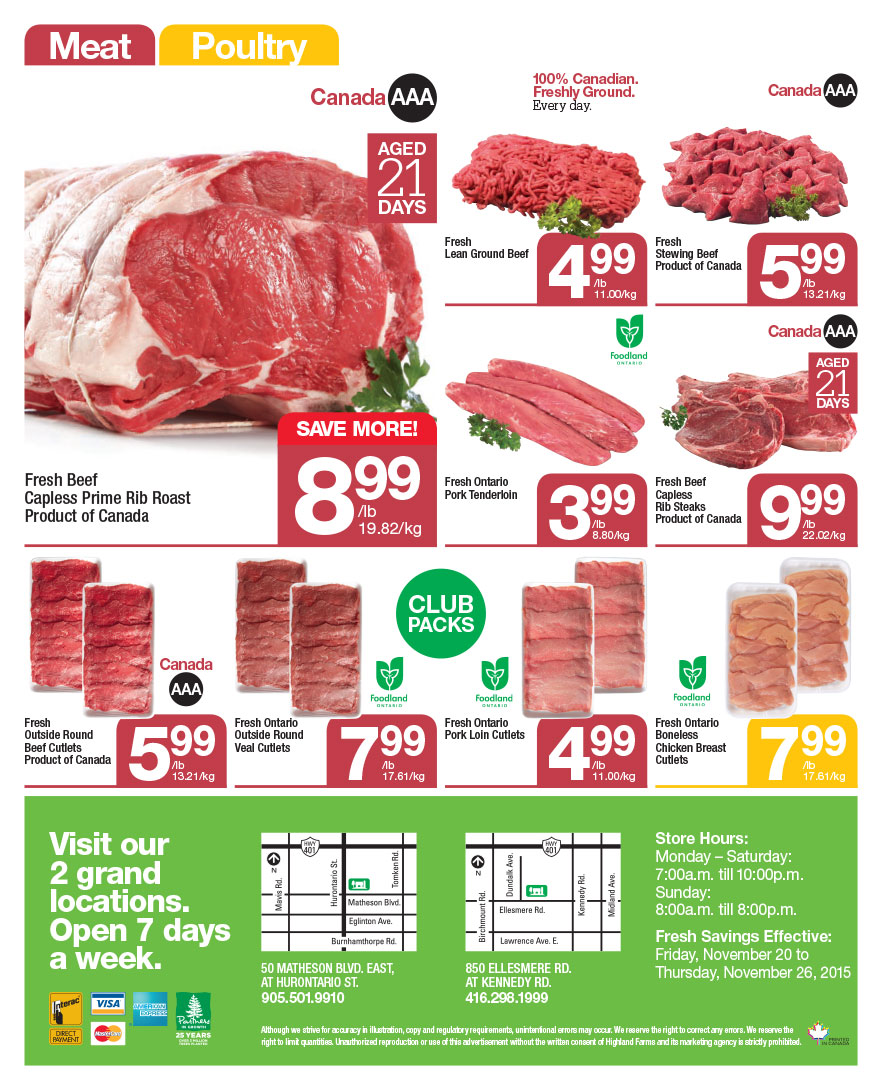 Meat
Poultry
Canada AAA
AGED
21
DAYS
SAVE MORE!
Fresh Beef
Capless Prime Rib Roast
Product of Canada
8.99
/lb
19.82/kg
100% Canadian.
Freshly Ground.
Every day.
Fresh
Lean Ground Beef
4.99
/lb
11.00/kg
Canada AAA
Fresh
Stewing Beef
Product of Canada
5.99
/lb
13.21/kg
Foodland
ONTARIO
Fresh Ontario
Pork Tenderloin
3.99
/lb
8.80/kg
Canada AAA
AGED
21
DAYS
Fresh Beef
Capless
Rib Steaks
Product of Canada
9.99
/lb
22.02/kg
CLUB
PACKS
Canada
AAA
Fresh
Outside Round
Beef Cutlets
Product of Canada
5.99
/lb
13.21/kg
Foodland
ONTARIO
Fresh Ontario
Outside Round
Veal Cutlets
7.99
/lb
17.61/kg
Foodland
ONTARIO
Fresh Ontario
Pork Loin Cutlets
4.99
/lb
11.00/kg
Foodland
ONTARIO
Fresh Ontario
Boneless
Chicken Breast
Cutlets
7.99
/lb
17.61/kg
Visit our
2 grand
locations.
Open 7 days
a week.
Interac
DIRECT
PAYMENT
VISA
MasterCard
AMERICAN
EXPRESS
Partners
IN GROWTH
25 YEARS
HWY
401
N
Mavis Rd.
Hurontario St.
Tomken Rd.
Matheson Blvd.
Eglinton Ave.
Burnhamthorpe Rd.
50 MATHESON BLVD. EAST,
AT HURONTARIO ST.
905.501.9910
HWY
401
N
Birchmount Rd.
Dundalk Ave.
Kennedy Rd.
Midland Ave.
Ellesmere Rd.
Lawrence Ave. E.
850 ELLESMERE RD.
AT KENNEDY RD.
416.298.1999
Store Hours:
Monday – Saturday:
7:00a.m. till 10:00p.m.
Sunday:
8:00a.m. till 8:00p.m.
Fresh Savings Effective:
Friday, November 20 to
Thursday, November 26, 2015
Although we strive for accuracy in illustration, copy and regulatory requirements, unintentional errors may occur. We reserve the right to correct any errors. We reserve the
right to limit quantities. Unauthorized reproduction or use of this advertisement without the written consent of Highland Farms and its marketing agency is strictly prohibited.
PRINTED
IN CANADA